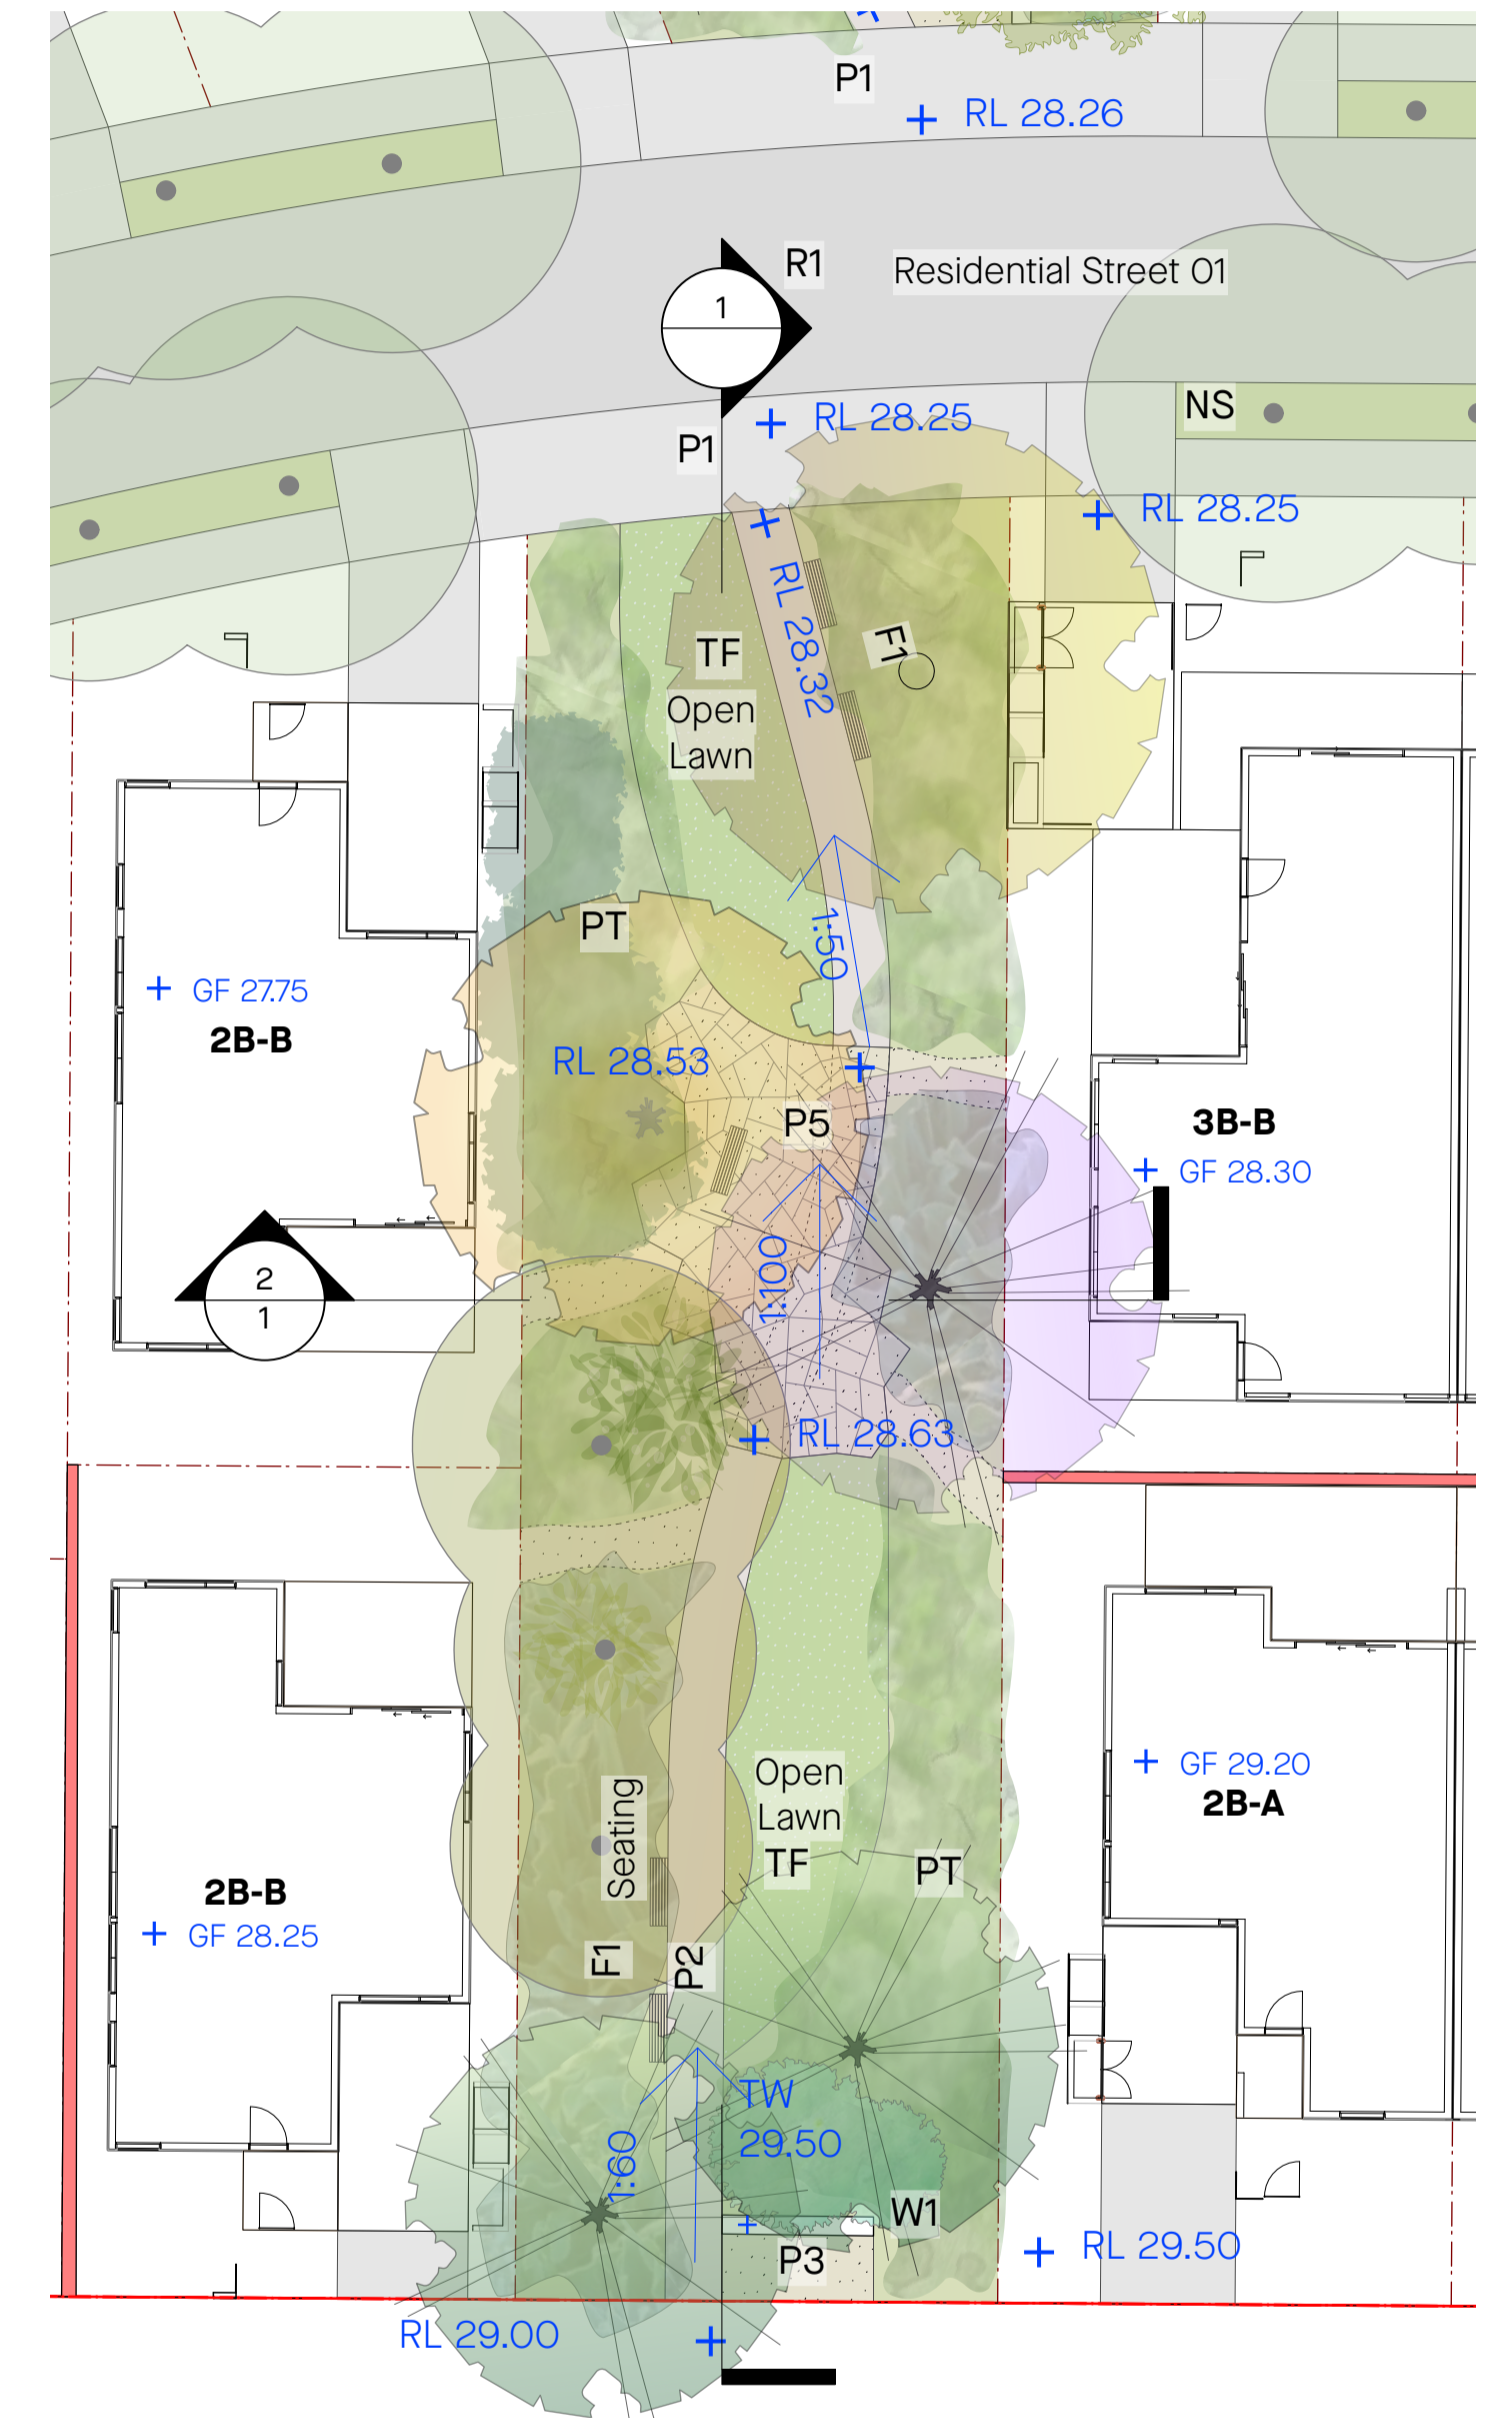 P1
RL 28.26
R1
Residential Street 01
1
NS
RL 28.25
P1
RL 28.25
RL 28.32
F1
TF
Open
Lawn
PT
1:50
GF 27.75
2B-B
RL 28.53
P5
3B-B
GF 28.30
1:100
2
1
RL 28.63
GF 29.20
2B-A
Open
Lawn
TF
PT
Seating
2B-B
GF 28.25
F1
P2
TW
29.50
1:60
W1
P3
RL 29.50
RL 29.00